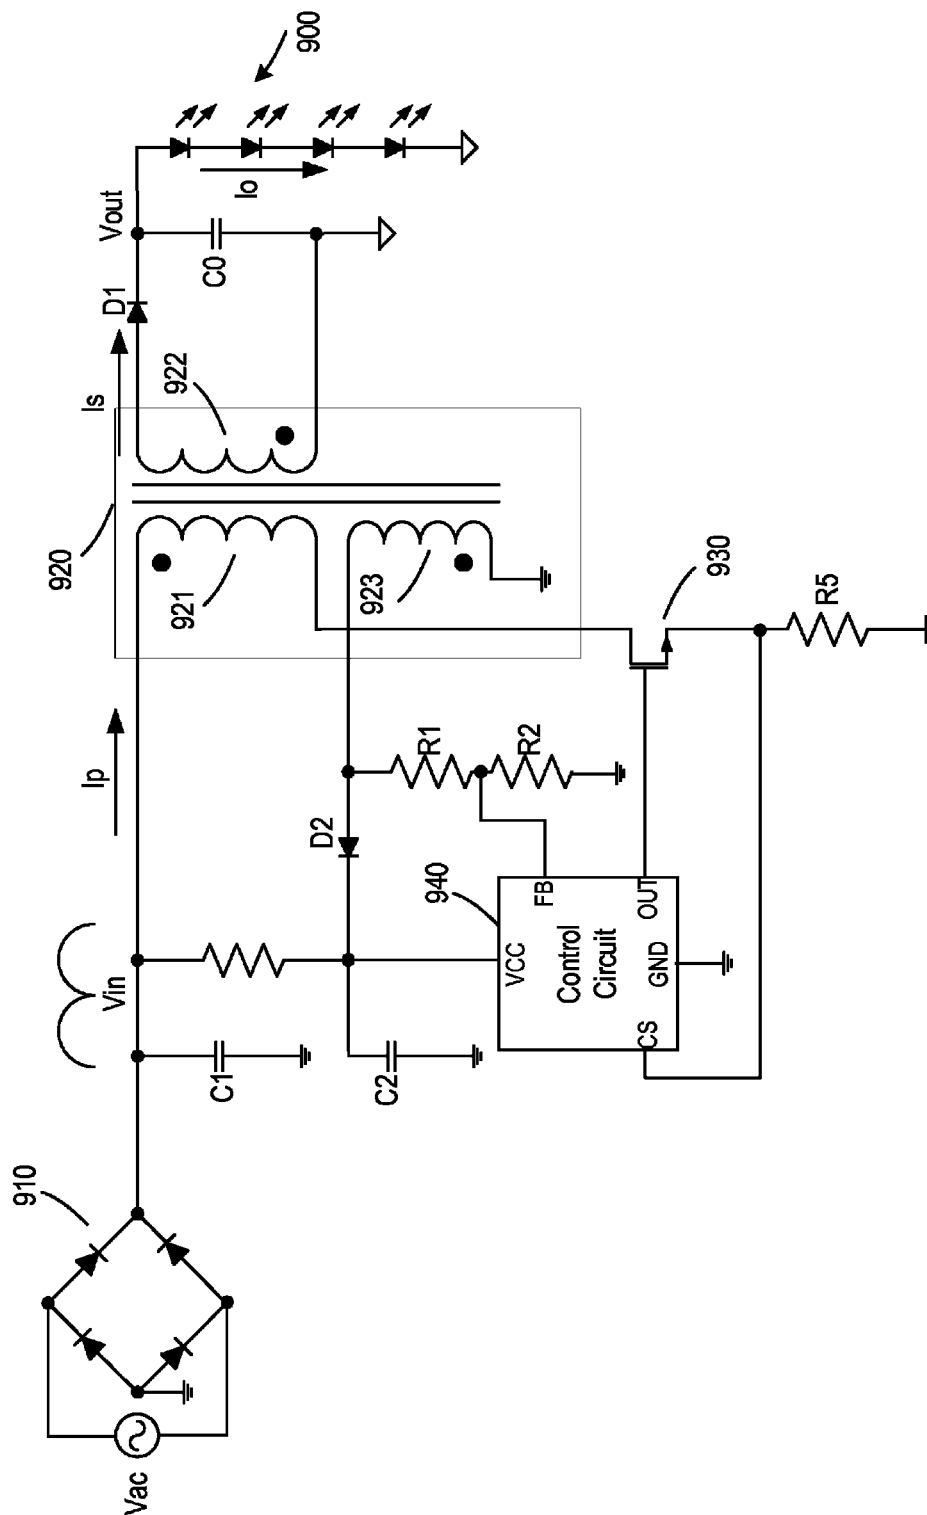 900
Vout
Io
C0
D1
Is
922
920
921
923
930
R5
Ip
R1
R2
D2
940
Vin
VCC
FB
OUT
GND
CS
Control
Circuit
C1
C2
910
Vac